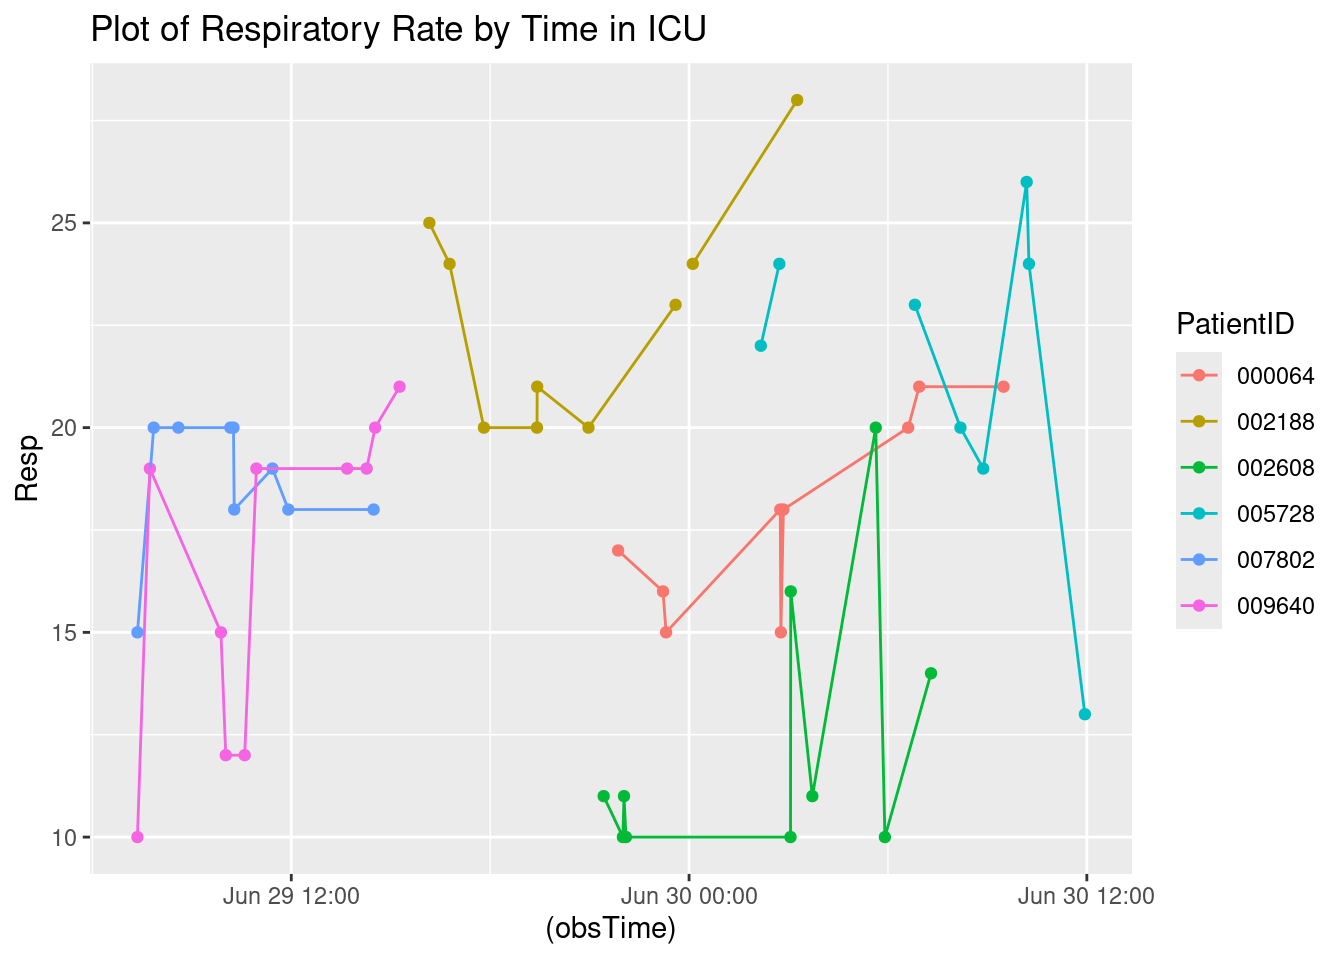 Plot of Respiratory Rate by Time in ICU
Resp
25
20
15
10
Jun 29 12:00
Jun 30 00:00
Jun 30 12:00
(obsTime)
PatientID
000064
002188
002608
005728
007802
009640